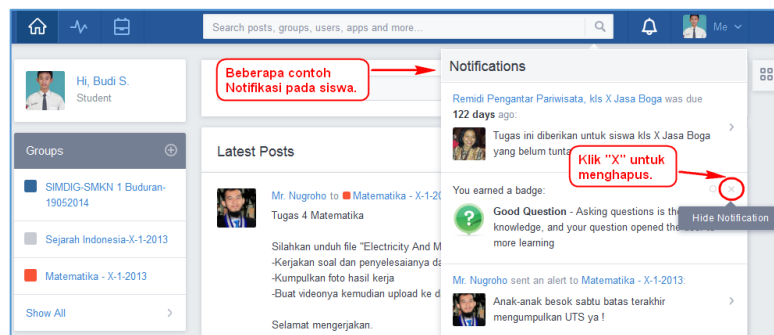 Search posts, groups, users, apps and more...
Me
Hi, Budi S.
Student
Beberapa contoh
Notifikasi pada siswa.
Notifications
Remidi Pengantar Pariwisata, kls X Jasa Boga was due
122 days ago:
Tugas ini diberikan untuk siswa kls X Jasa Boga
yang belum
Klik "X" untuk
menghapus.
You earned a badge:
Good Question - Asking questions is
knowledge, and your question opened the
more learning
Hide Notification
Mr. Nugroho sent an alert to Matematika - X-1-2013:
Anak-anak besok sabtu batas terakhir
mengumpulkan UTS ya !
Groups
SIMDIG-SMKN 1 Buduran-
19052014
Sejarah Indonesia-X-1-2013
Matematika - X-1-2013
Show All
Latest Posts
Mr. Nugroho to Matematika - X-1-20
Tugas 4 Matematika
Silahkan unduh file "Electricity And M
-Kerjakan soal dan penyelesaianya da
-Kumpulkan foto hasil kerja
-Buat videonya kemudian upload ke d
Selamat mengerjakan.